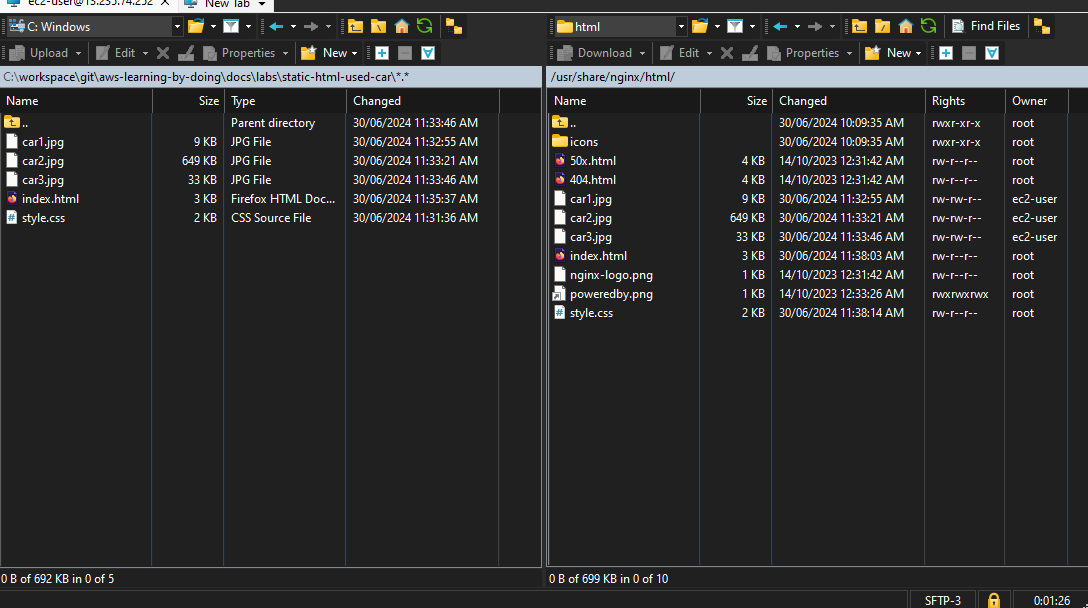 ec2-user@13.235.74.252 × New Tab
C: Windows
Upload Edit Properties New
C:\workspace\git\aws-learning-by-doing\docs\labs\static-html-used-car\*.*
Name Size Type Changed
.. Parent directory 30/06/2024 11:33:46 AM
car1.jpg 9 KB JPG File 30/06/2024 11:32:55 AM
car2.jpg 649 KB JPG File 30/06/2024 11:33:21 AM
car3.jpg 33 KB JPG File 30/06/2024 11:33:46 AM
index.html 3 KB Firefox HTML Doc... 30/06/2024 11:35:37 AM
style.css 2 KB CSS Source File 30/06/2024 11:31:36 AM
0 B of 692 KB in 0 of 5
html Find Files
Download Edit Properties New
/usr/share/nginx/html/
Name Size Changed Rights Owner
.. 30/06/2024 10:09:35 AM rwxr-xr-x root
icons 30/06/2024 10:09:35 AM rwxr-xr-x root
50x.html 4 KB 14/10/2023 12:31:42 AM rw-r--r-- root
404.html 4 KB 14/10/2023 12:31:42 AM rw-r--r-- root
car1.jpg 9 KB 30/06/2024 11:32:55 AM rw-rw-r-- ec2-user
car2.jpg 649 KB 30/06/2024 11:33:21 AM rw-rw-r-- ec2-user
car3.jpg 33 KB 30/06/2024 11:33:46 AM rw-rw-r-- ec2-user
index.html 3 KB 30/06/2024 11:38:03 AM rw-r--r-- root
nginx-logo.png 1 KB 14/10/2023 12:31:42 AM rw-r--r-- root
poweredby.png 1 KB 14/10/2023 12:33:26 AM rwxrwxrwx root
style.css 2 KB 30/06/2024 11:38:14 AM rw-r--r-- root
0 B of 699 KB in 0 of 10
SFTP-3 0:01:26